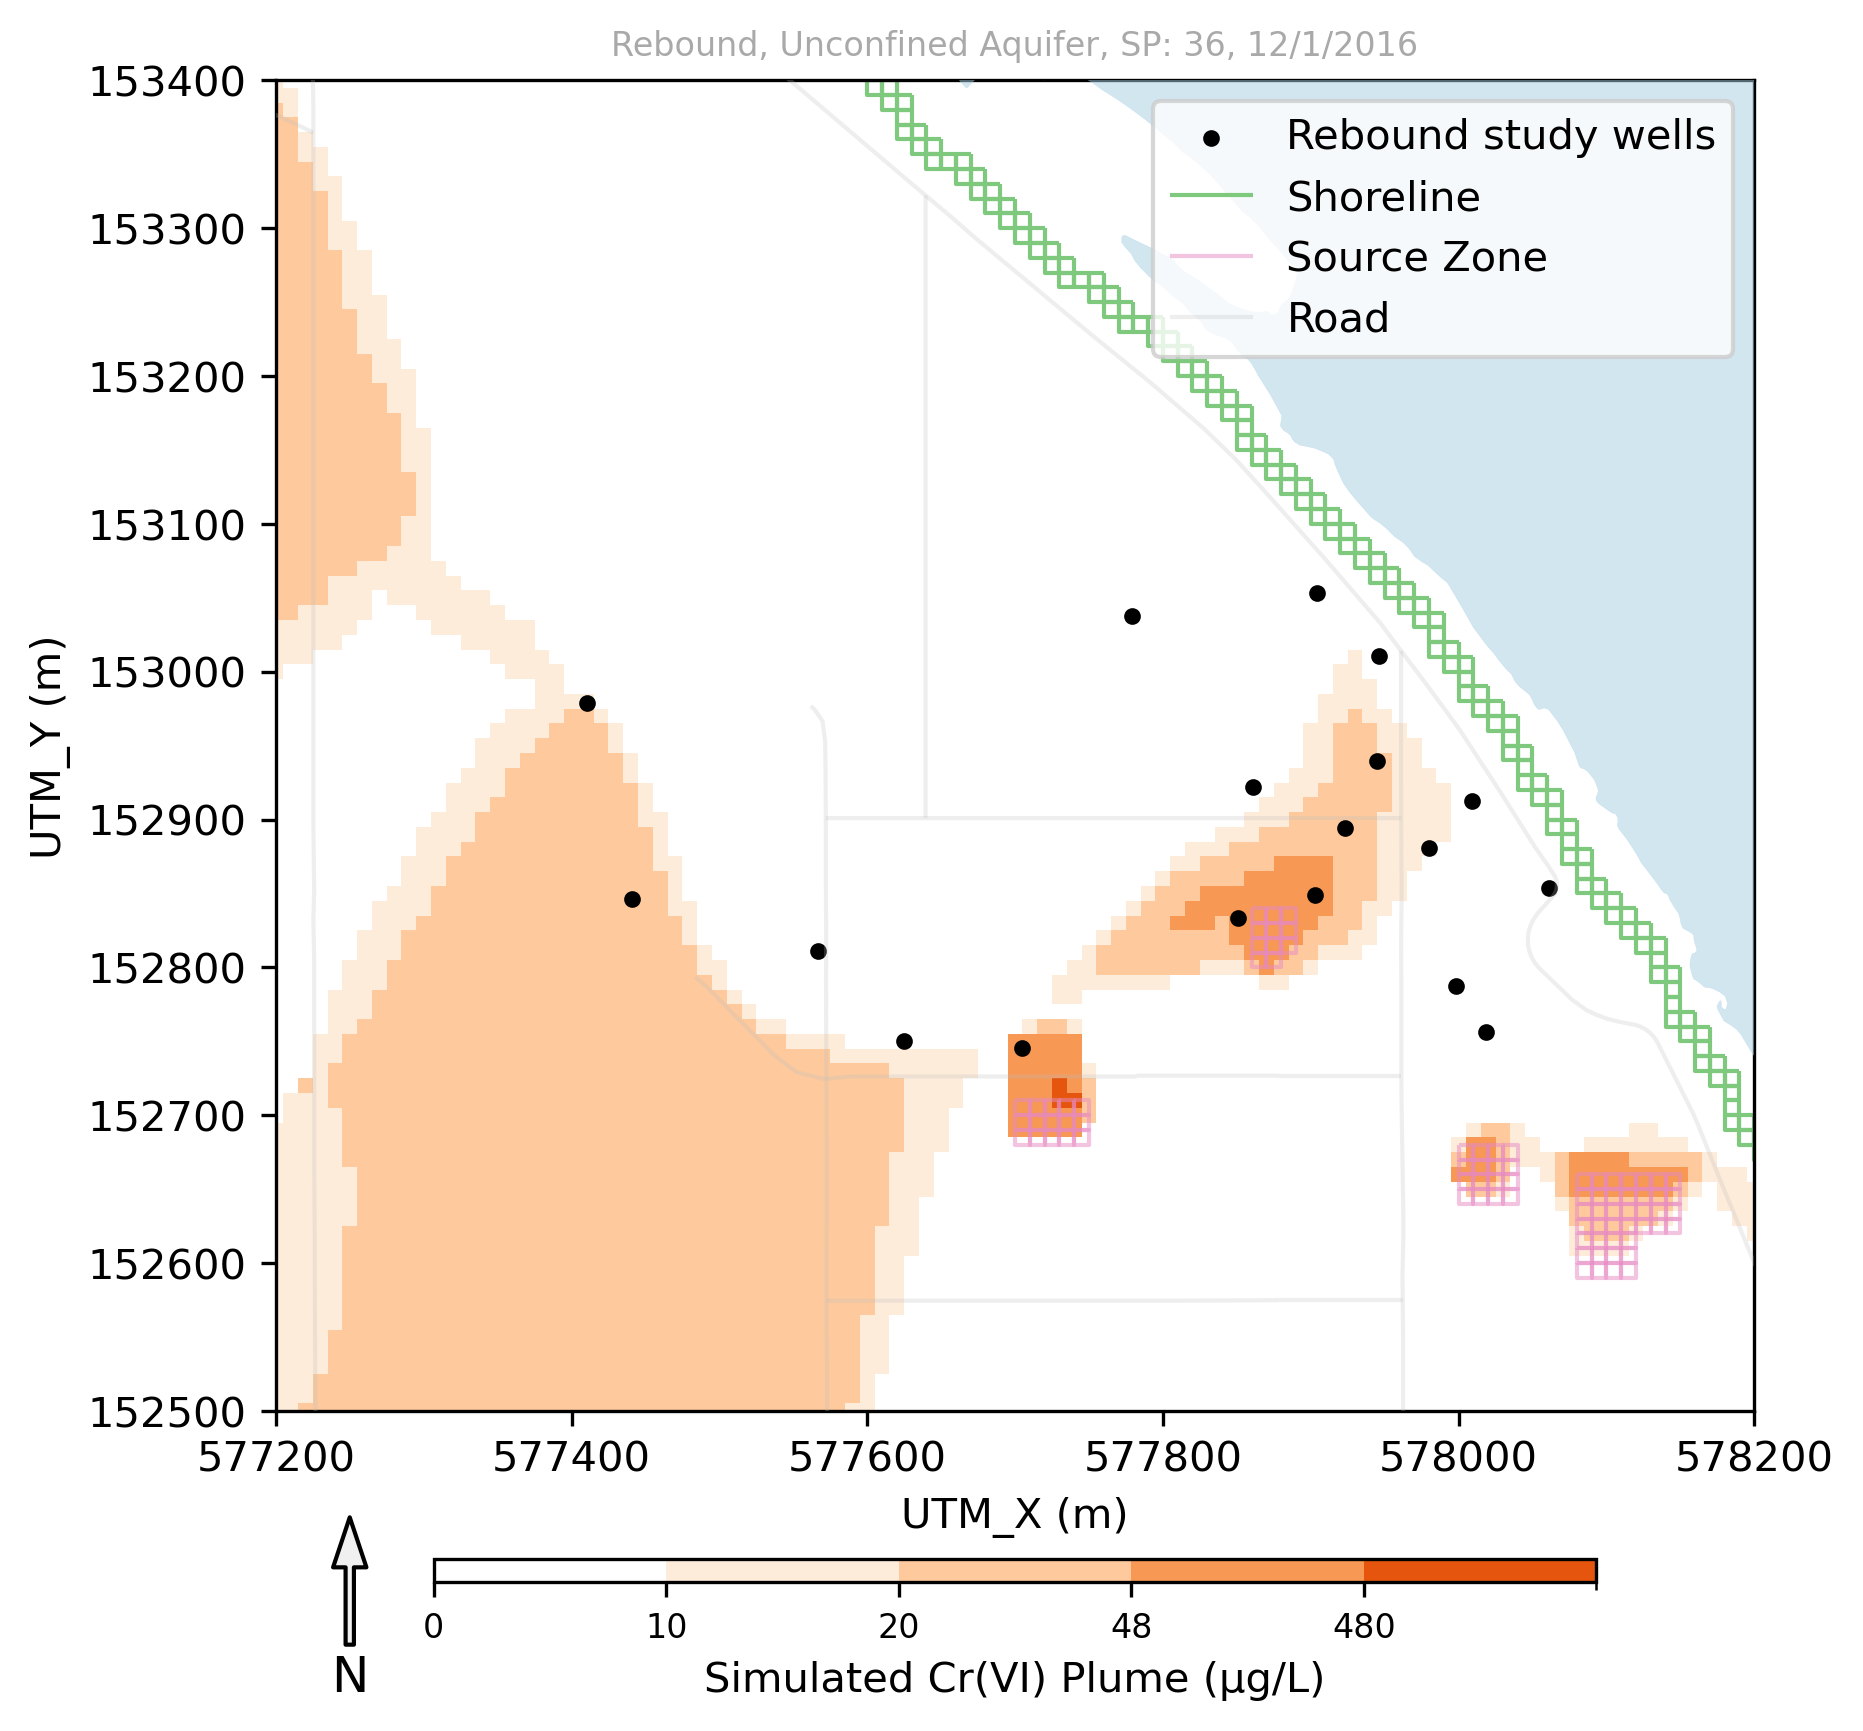 Rebound, Unconfined Aquifer, SP: 36, 12/1/2016
153400
153300
153200
153100
153000
152900
152800
152700
152600
152500
UTM_Y (m)
Rebound study wells
Shoreline
Source Zone
Road
577200 577400 577600 577800 578000 578200
UTM_X (m)
N
0 10 20 48 480
Simulated Cr(VI) Plume (μg/L)